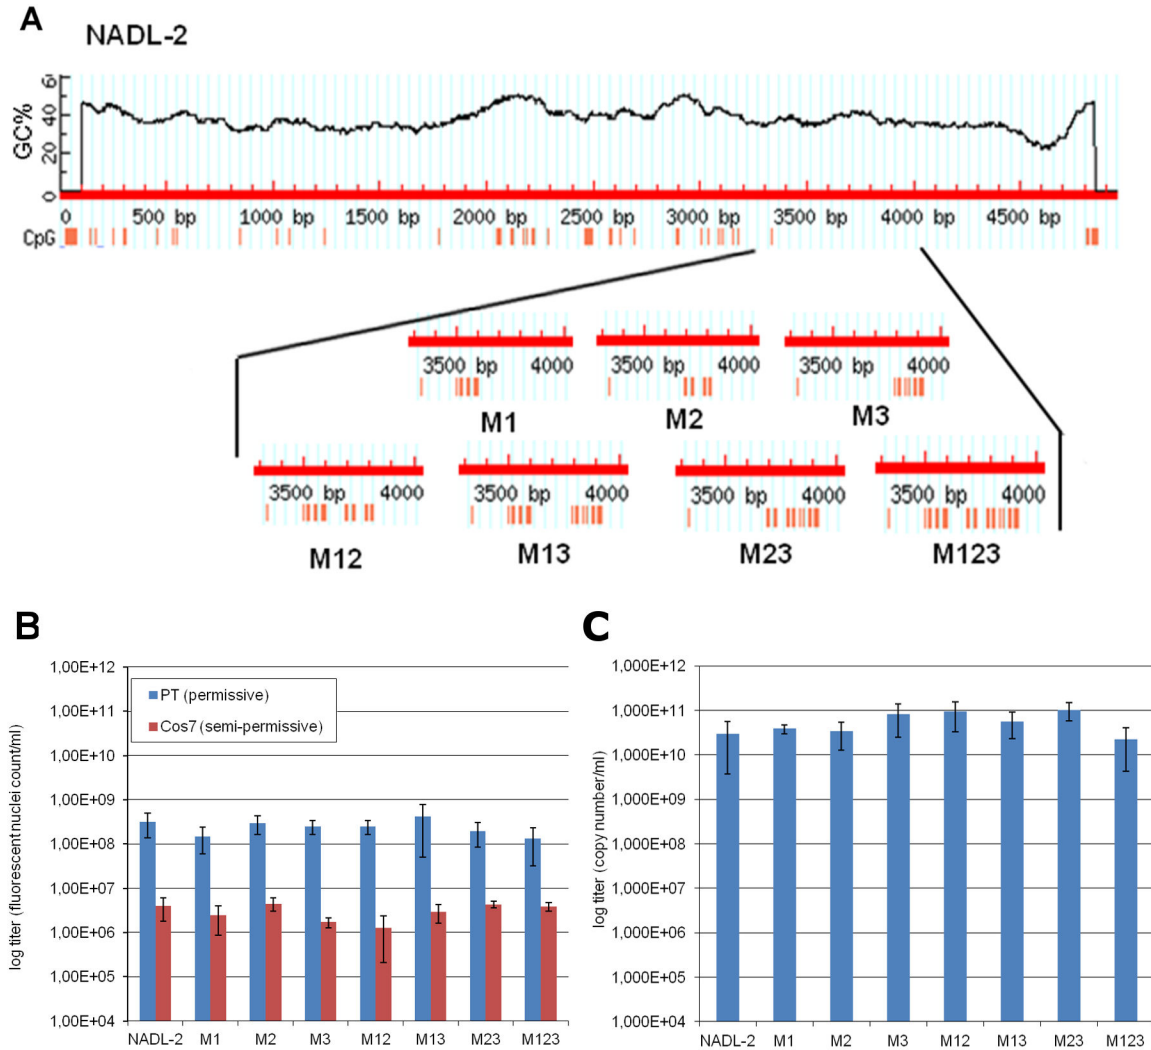 A
NADL-2
GC%
6
40
20
0
0 500 bp 1000 bp 1500 bp 2000 bp 2500 bp 3000 bp 3500 bp 4000 bp 4500 bp
CpG
3500 bp 4000
M1
3500 bp 4000
M2
3500 bp 4000
M3
3500 bp 4000
M12
3500 bp 4000
M13
3500 bp 4000
M23
3500 bp 4000
M123
B
log titer (fluorescent nuclei count/ml)
1,00E+12
1,00E+11
1,00E+10
1,00E+09
1,00E+08
1,00E+07
1,00E+06
1,00E+05
1,00E+04
PT (permissive)
Cos7 (semi-permissive)
NADL-2 M1 M2 M3 M12 M13 M23 M123
C
log titer (copy number/ml)
1,000E+12
1,000E+11
1,000E+10
1,000E+09
1,000E+08
1,000E+07
1,000E+06
1,000E+05
1,000E+04
NADL-2 M1 M2 M3 M12 M13 M23 M123